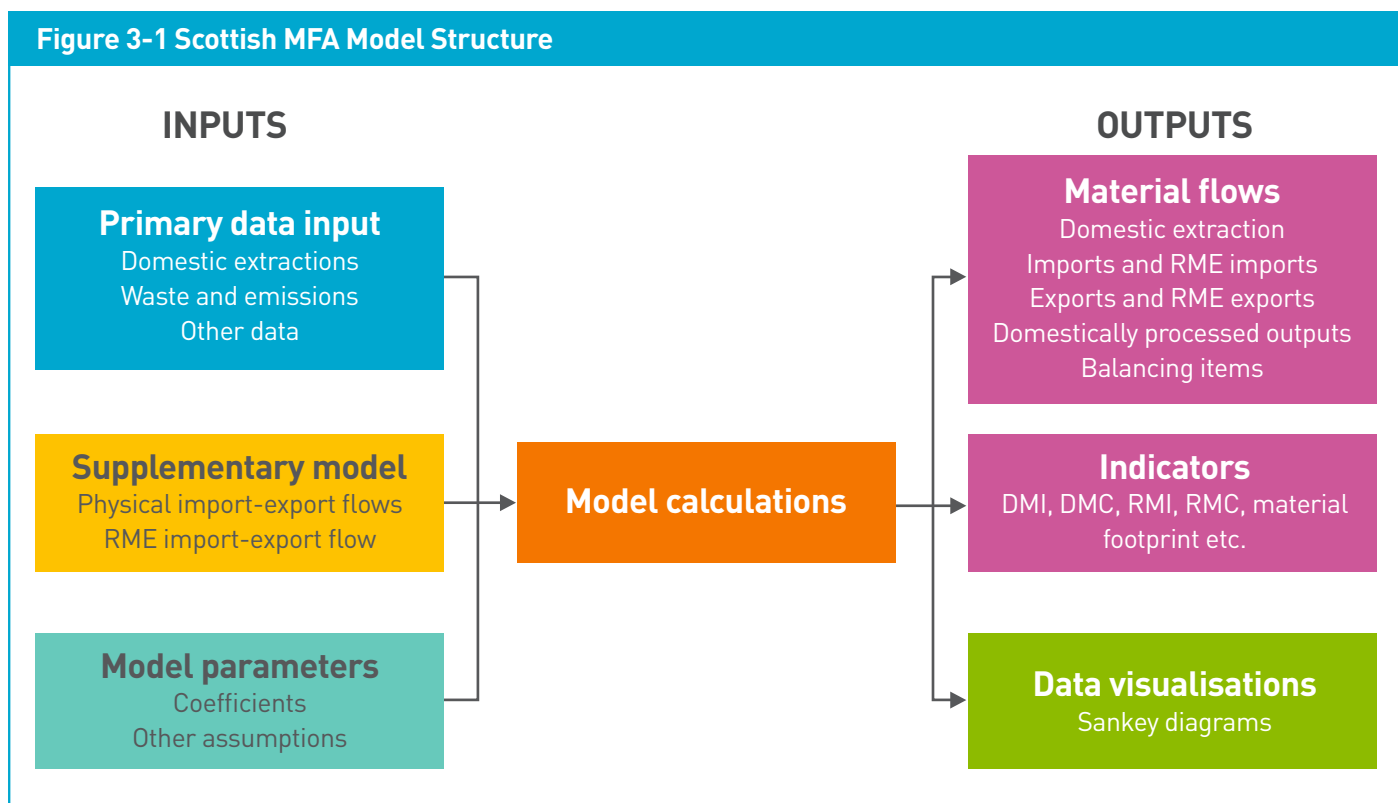 Figure 3-1 Scottish MFA Model Structure
INPUTS
Primary data input
Domestic extractions
Waste and emissions
Other data
Supplementary model
Physical import-export flows
RME import-export flow
Model parameters
Coefficients
Other assumptions
Model calculations
OUTPUTS
Material flows
Domestic extraction
Imports and RME imports
Exports and RME exports
Domestically processed outputs
Balancing items
Indicators
DMI, DMC, RMI, RMC, material
footprint etc.
Data visualisations
Sankey diagrams